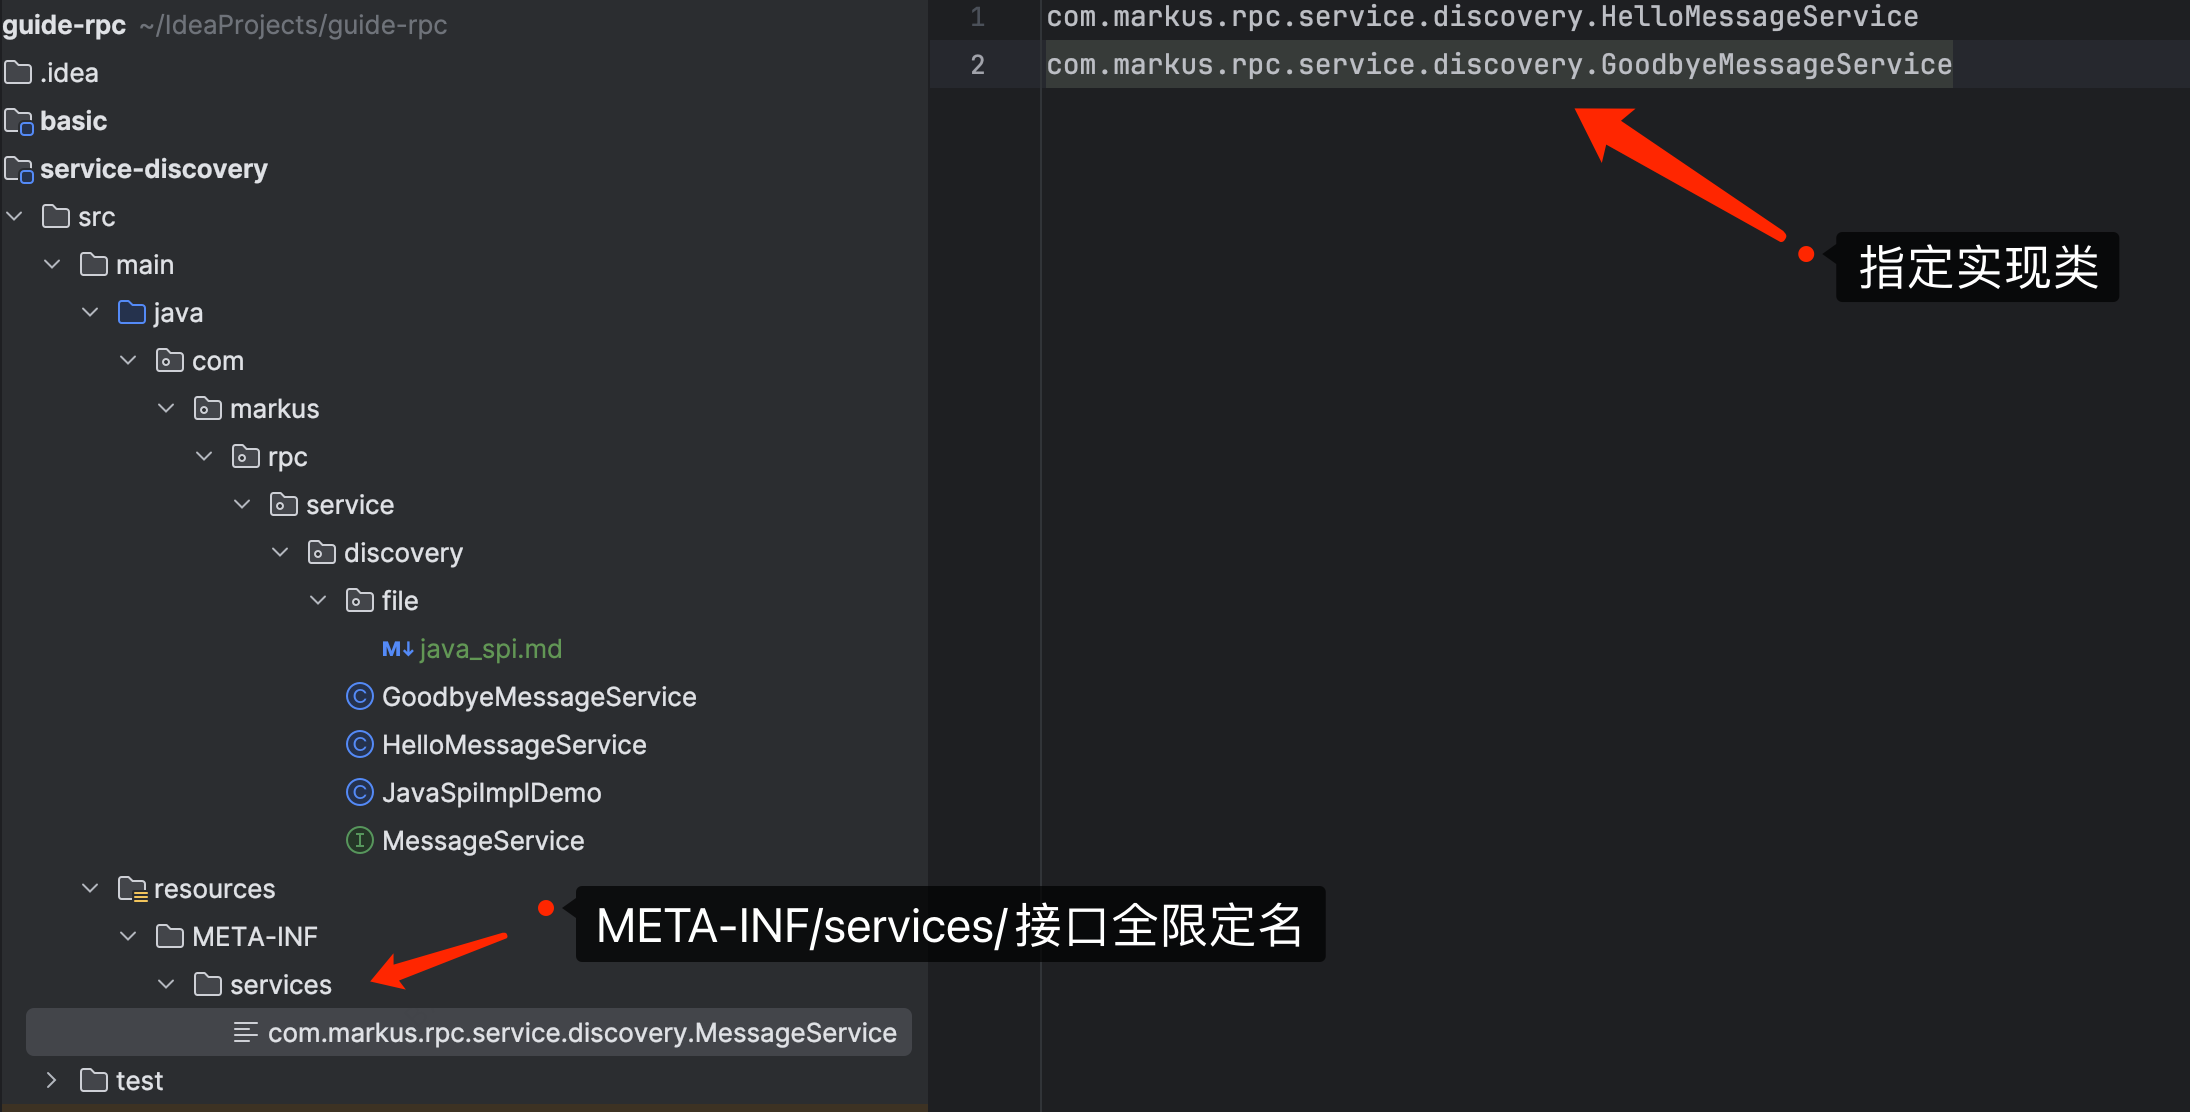 guide-rpc ~/IdeaProjects/guide-rpc
.idea
basic
service-discovery
src
main
java
com
markus
rpc
service
discovery
file
M↓ java_spi.md
C GoodbyeMessageService
C HelloMessageService
C JavaSpiImplDemo
I MessageService
resources
META-INF
services
com.markus.rpc.service.discovery.MessageService
test
1 com.markus.rpc.service.discovery.HelloMessageService
2 com.markus.rpc.service.discovery.GoodbyeMessageService
指定实现类
META-INF/services/接口全限定名